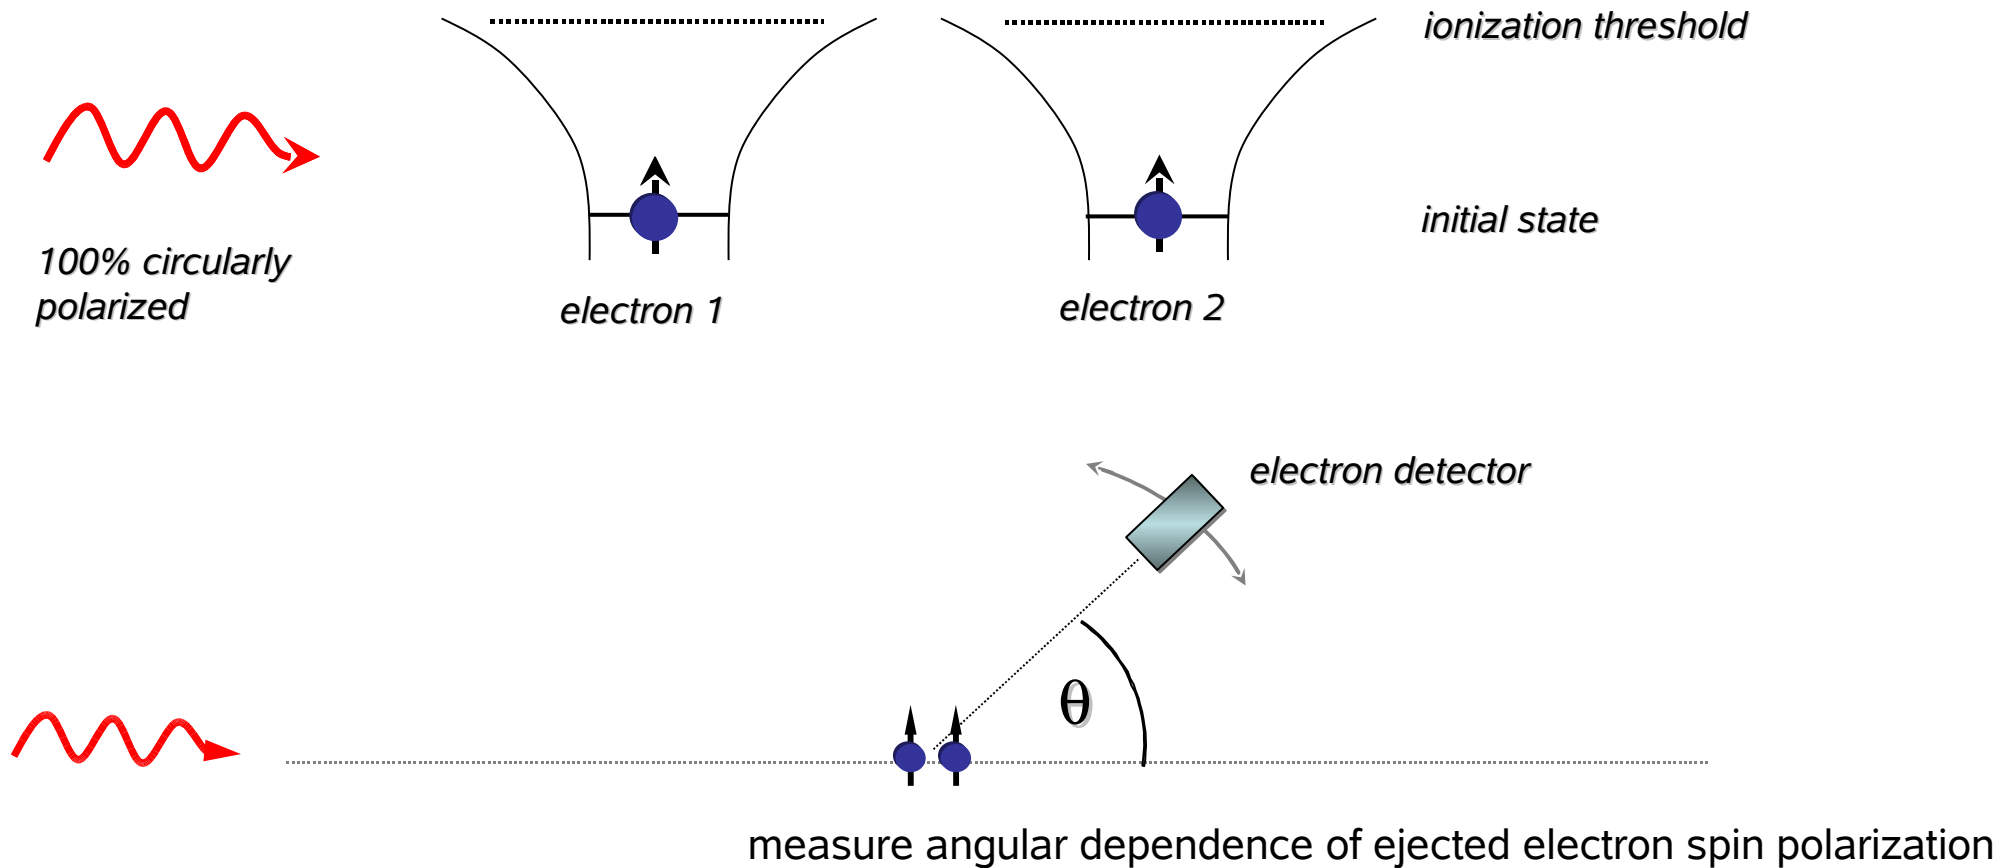 ionization threshold
initial state
100% circularly
polarized
electron 1
electron 2
electron detector
θ
measure angular dependence of ejected electron spin polarization